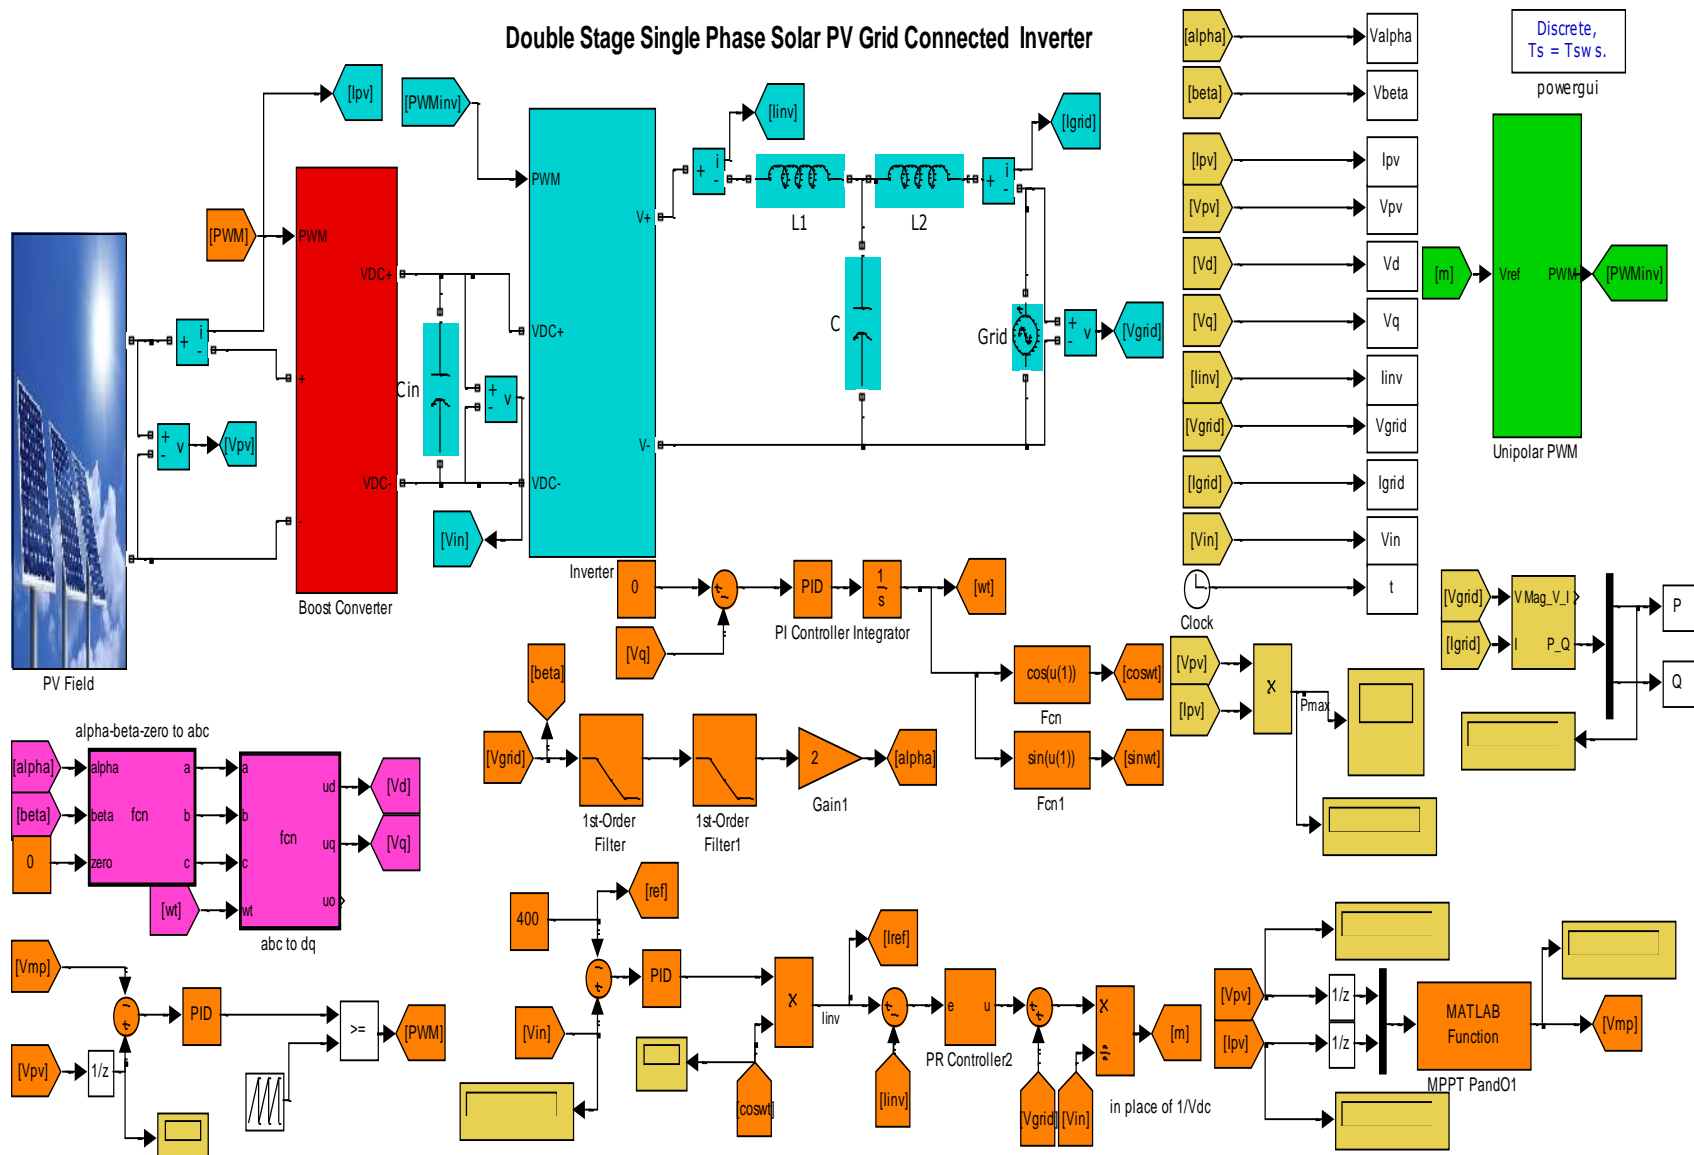 Double Stage Single Phase Solar PV Grid Connected  Inverter
[Ipv]
[PWMinv]
[Iinv]
[Igrid]
[PWM]
PWM
VDC+
VDC-
+
-
Boost Converter
PV Field
+
i
-
+
-
v
[Vpv]
Cin
+
-
v
[Vin]
PWM
V+
VDC+
V-
VDC-
Inverter
+
i
-
L1
L2
+
i
-
C
Grid
+
-
v
[Vgrid]
[alpha]
Valpha
[beta]
Vbeta
[Ipv]
Ipv
[Vpv]
Vpv
[Vd]
Vd
[Vq]
Vq
[Iinv]
Iinv
[Vgrid]
Vgrid
[Igrid]
Igrid
[Vin]
Vin
Clock
t
Discrete,
Ts = Tsw s.
powergui
[m]
Vref
PWM
[PWMinv]
Unipolar PWM
0
[Vq]
PID
PI Controller
1
s
Integrator
[wt]
cos(u(1))
Fcn
[coswt]
sin(u(1))
Fcn1
[sinwt]
[beta]
[Vgrid]
1st-Order
Filter
1st-Order
Filter1
2
Gain1
[alpha]
[Vpv]
[Ipv]
X
Pmax
[Vgrid]
[Igrid]
V
Mag_V_I
I
P_Q
P
Q
alpha-beta-zero to abc
[alpha]
[beta]
0
alpha
beta
zero
fcn
a
b
c
[wt]
a
b
c
wt
fcn
ud
uq
uo
abc to dq
[Vd]
[Vq]
[Vmp]
[Vpv]
1/z
PID
>=
[PWM]
400
[ref]
[Vin]
PID
X
[coswt]
Iinv
[Iref]
[Iinv]
e
u
PR Controller2
[Vgrid]
[Vin]
X
÷
[m]
in place of 1/Vdc
[Vpv]
[Ipv]
1/z
1/z
MATLAB
Function
MPPT PandO1
[Vmp]